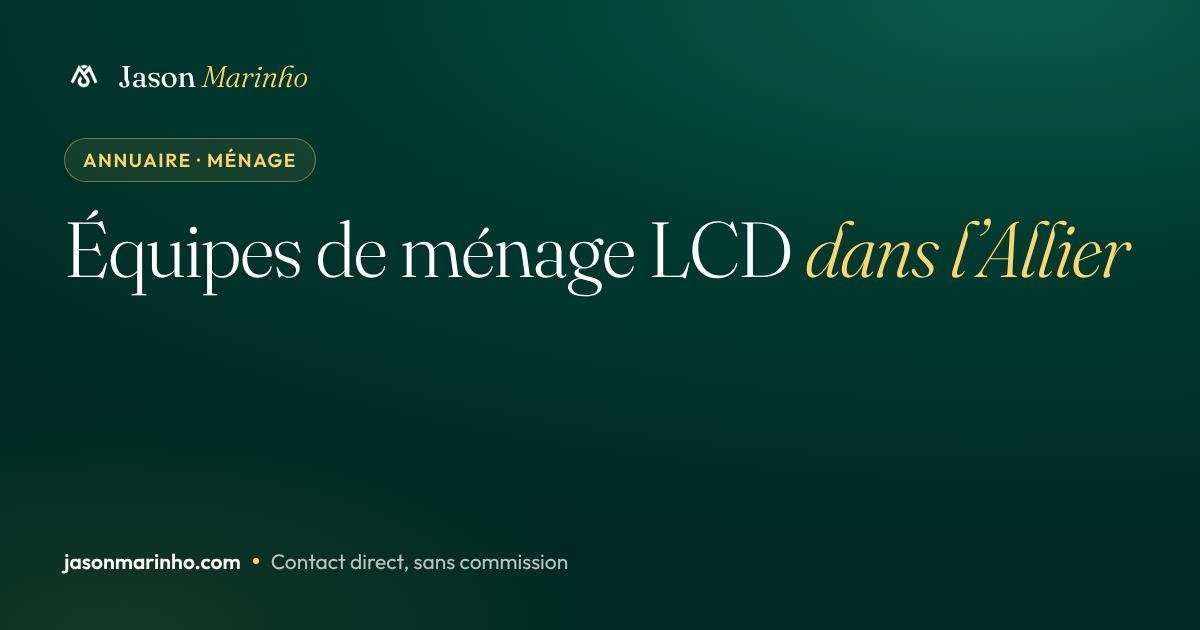 Jason Marinho
ANNUAIRE · MÉNAGE
Équipes de ménage LCD dans l’Allier
jasonmarinho.com • Contact direct, sans commission